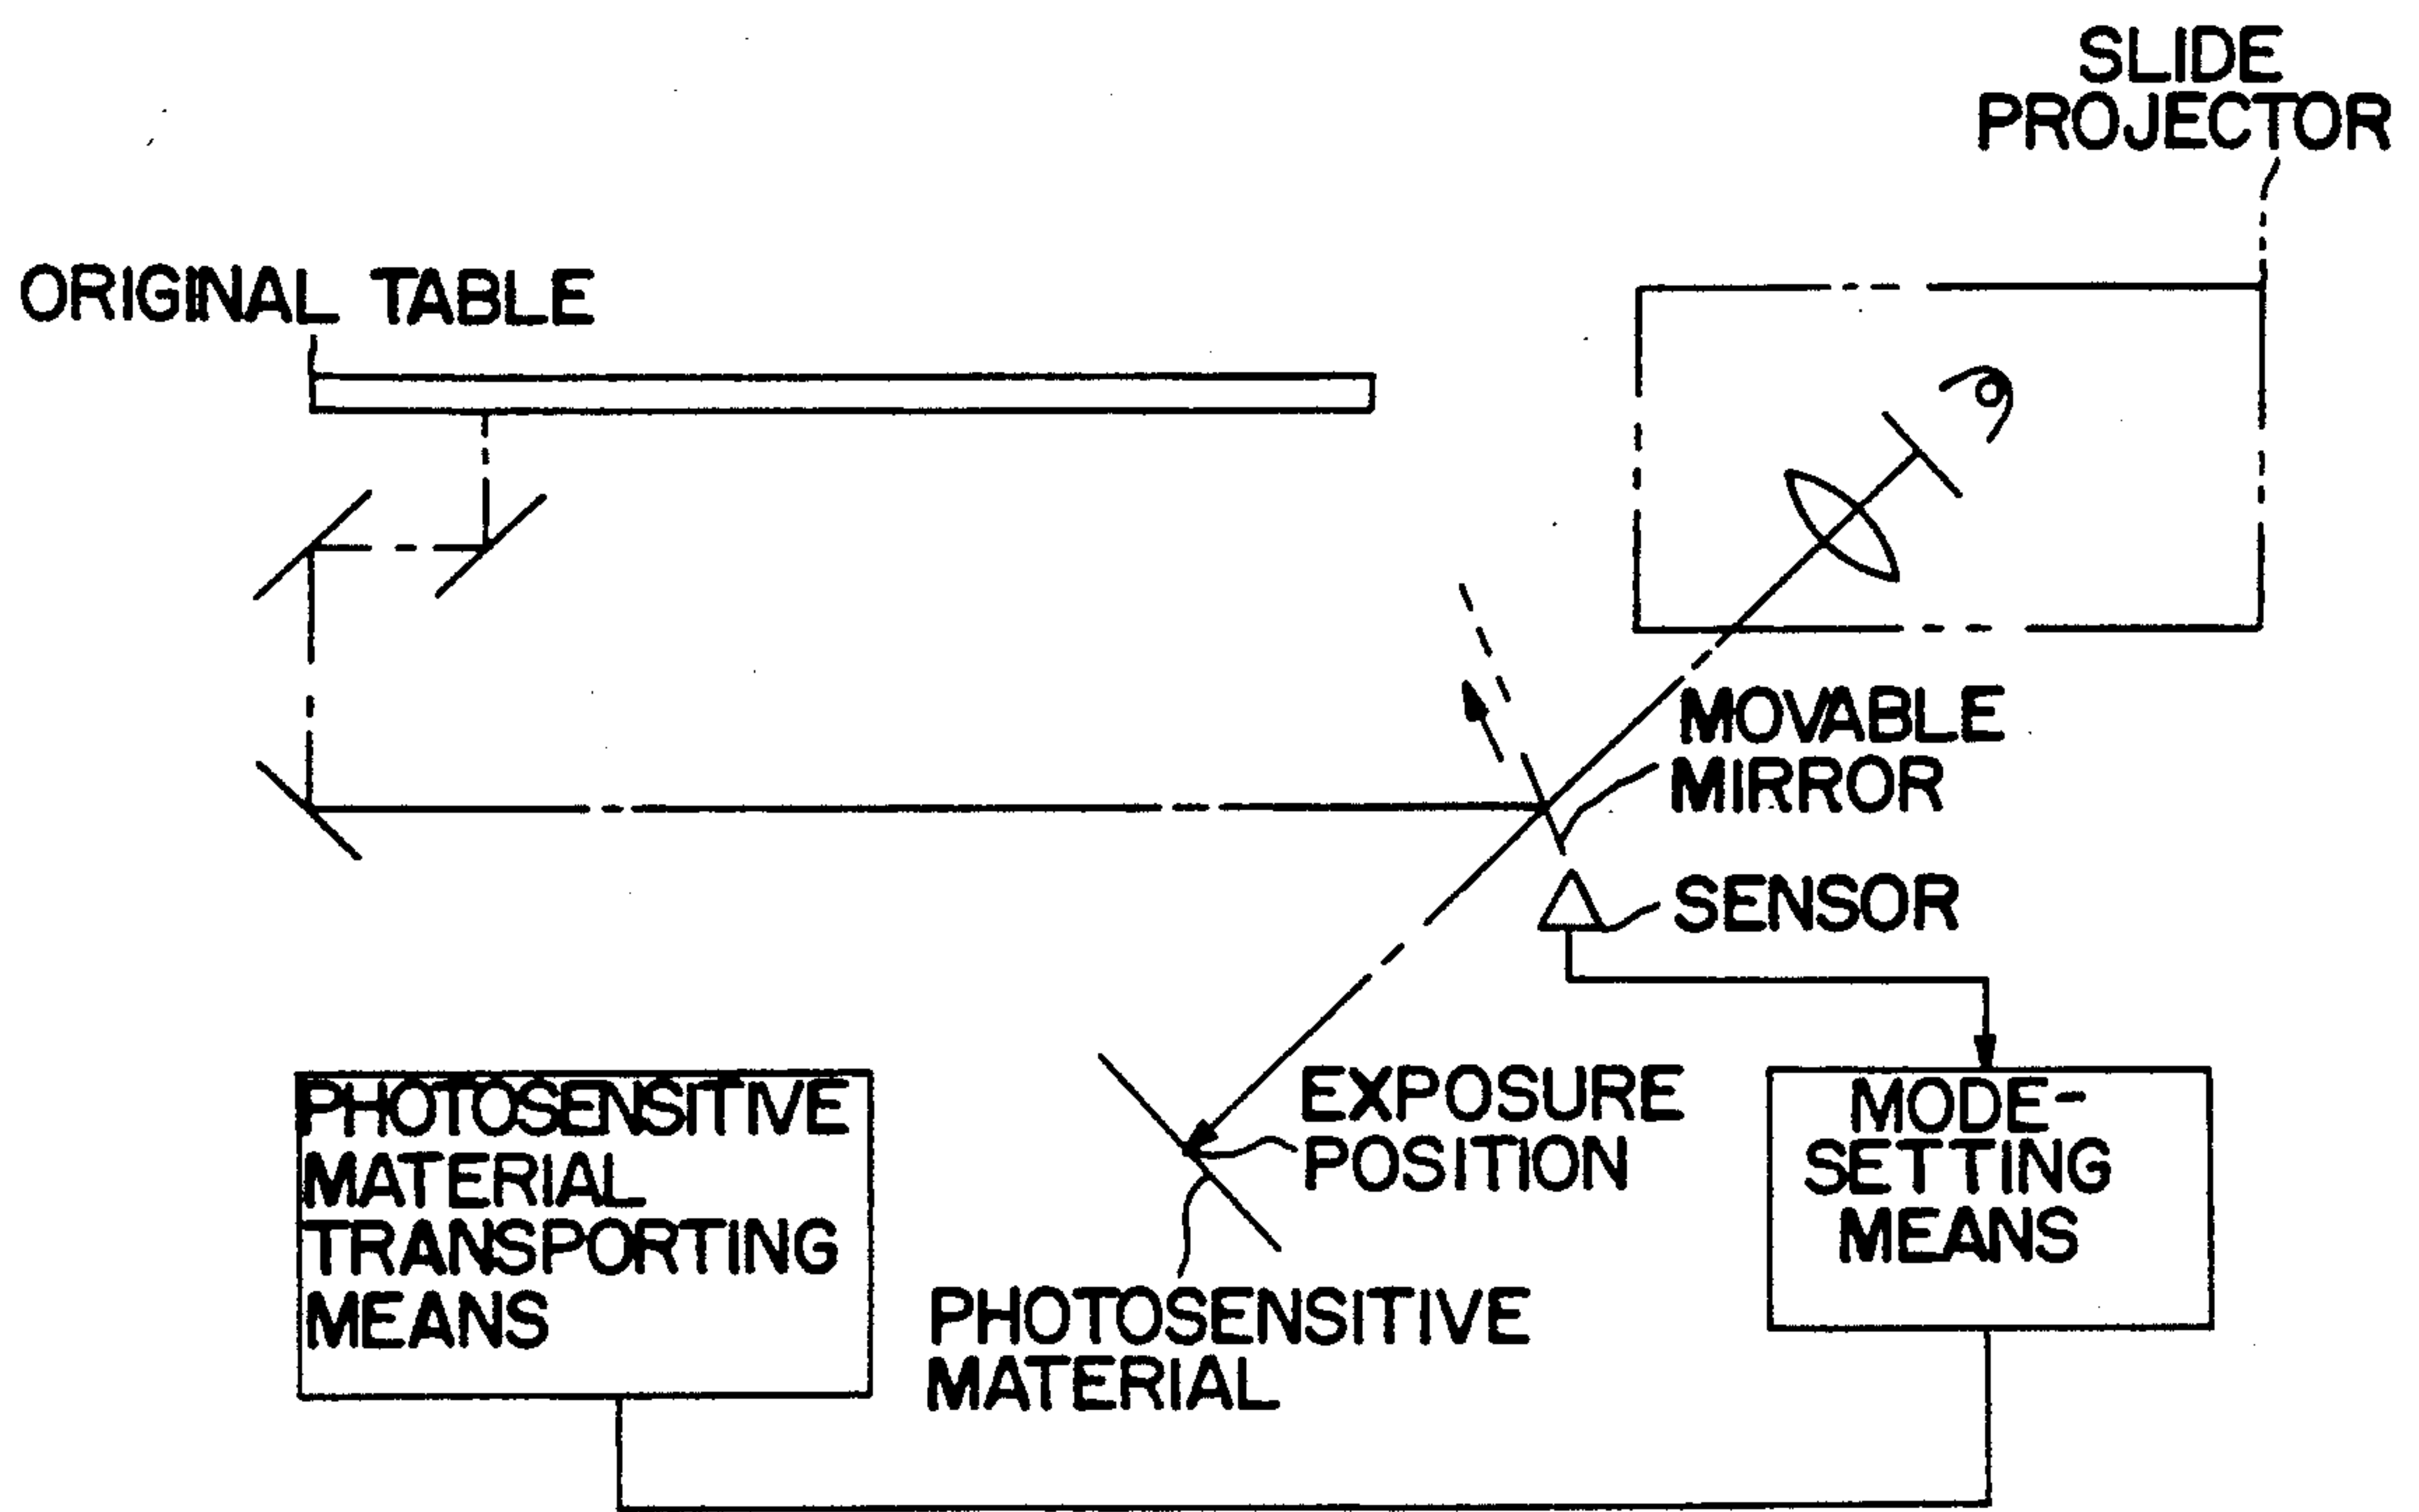 SLIDE
PROJECTOR
ORIGINAL TABLE
MOVABLE
MIRROR
SENSOR
EXPOSURE
POSITION
MODE-
SETTING
MEANS
PHOTOSENSITIVE
MATERIAL
TRANSPORTING
MEANS
PHOTOSENSITIVE
MATERIAL